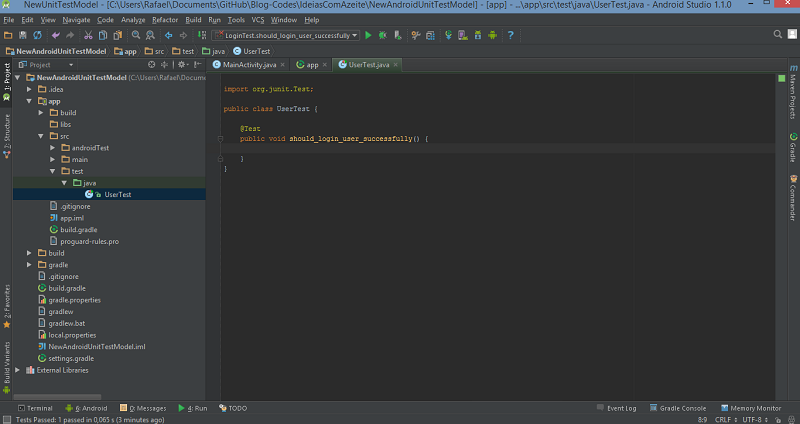 NewUnitTestModel - [C:\Users\Rafael\Documents\GitHub\Blog-Codes\IdeiasComAzeite\NewAndroidUnitTestModel] - [app] - ...\app\src\test\java\UserTest.java - Android Studio 1.1.0
File Edit View Navigate Code Analyze Refactor Build Run Tools VCS Window Help
LoginTest.should_login_user_successfully
NewAndroidUnitTestModel app src test java UserTest
Project
MainActivity.java app UserTest.java
1: Project
2: Structure
2: Favorites
Build Variants
NewAndroidUnitTestModel (C:\Users\Rafael\Docume
.idea
app
build
libs
src
androidTest
main
test
java
UserTest
.gitignore
app.iml
build.gradle
proguard-rules.pro
build
gradle
.gitignore
build.gradle
gradle.properties
gradlew
gradlew.bat
local.properties
NewAndroidUnitTestModel.iml
settings.gradle
External Libraries
import org.junit.Test;
public class UserTest {
@Test
public void should_login_user_successfully() {
}
}
Maven Projects
Gradle
Commander
Terminal 6: Android 0: Messages 4: Run TODO Event Log Gradle Console Memory Monitor
Tests Passed: 1 passed in 0,065 s (3 minutes ago) 8:9 CRLF UTF-8